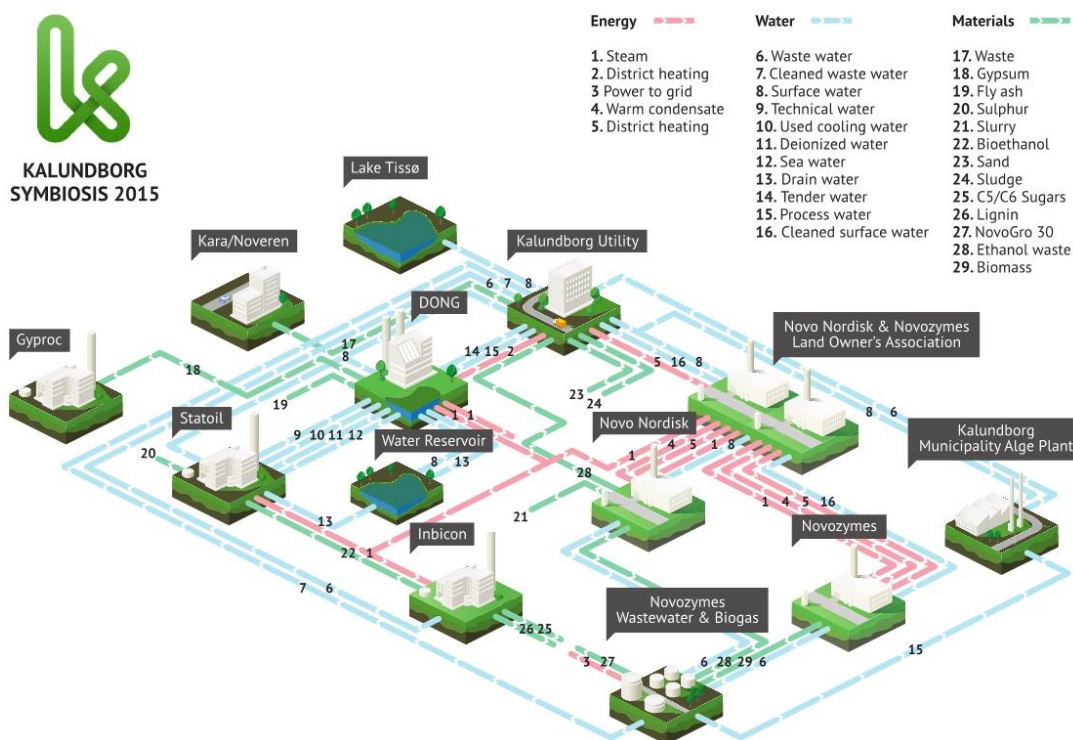 KALUNDBORG
SYMBIOSIS 2015
Energy
1. Steam
2. District heating
3 Power to grid
4. Warm condensate
5. District heating
Water
6. Waste water
7. Cleaned waste water
8. Surface water
9. Technical water
10. Used cooling water
11. Deionized water
12. Sea water
13. Drain water
14. Tender water
15. Process water
16. Cleaned surface water
Materials
17. Waste
18. Gypsum
19. Fly ash
20. Sulphur
21. Slurry
22. Bioethanol
23. Sand
24. Sludge
25. C5/C6 Sugars
26. Lignin
27. NovoGro 30
28. Ethanol waste
29. Biomass
Lake Tissø
Kara/Noveren
Kalundborg Utility
DONG
6 7 8
Gyproc
17
8
14 15 2
Novo Nordisk & Novozymes
Land Owner's Association
5 16 8
18
19
23
24
Statoil
9 10 11 12
Water Reservoir
1 1
Novo Nordisk
8 6
Kalundborg
Municipality Alge Plant
20
8 13
1 4 5 1 8
28
1 4 5 16
21
13
Inbicon
Novozymes
22 1
7 6
Novozymes
Wastewater & Biogas
26 25
3 27
6 28 29 6
15